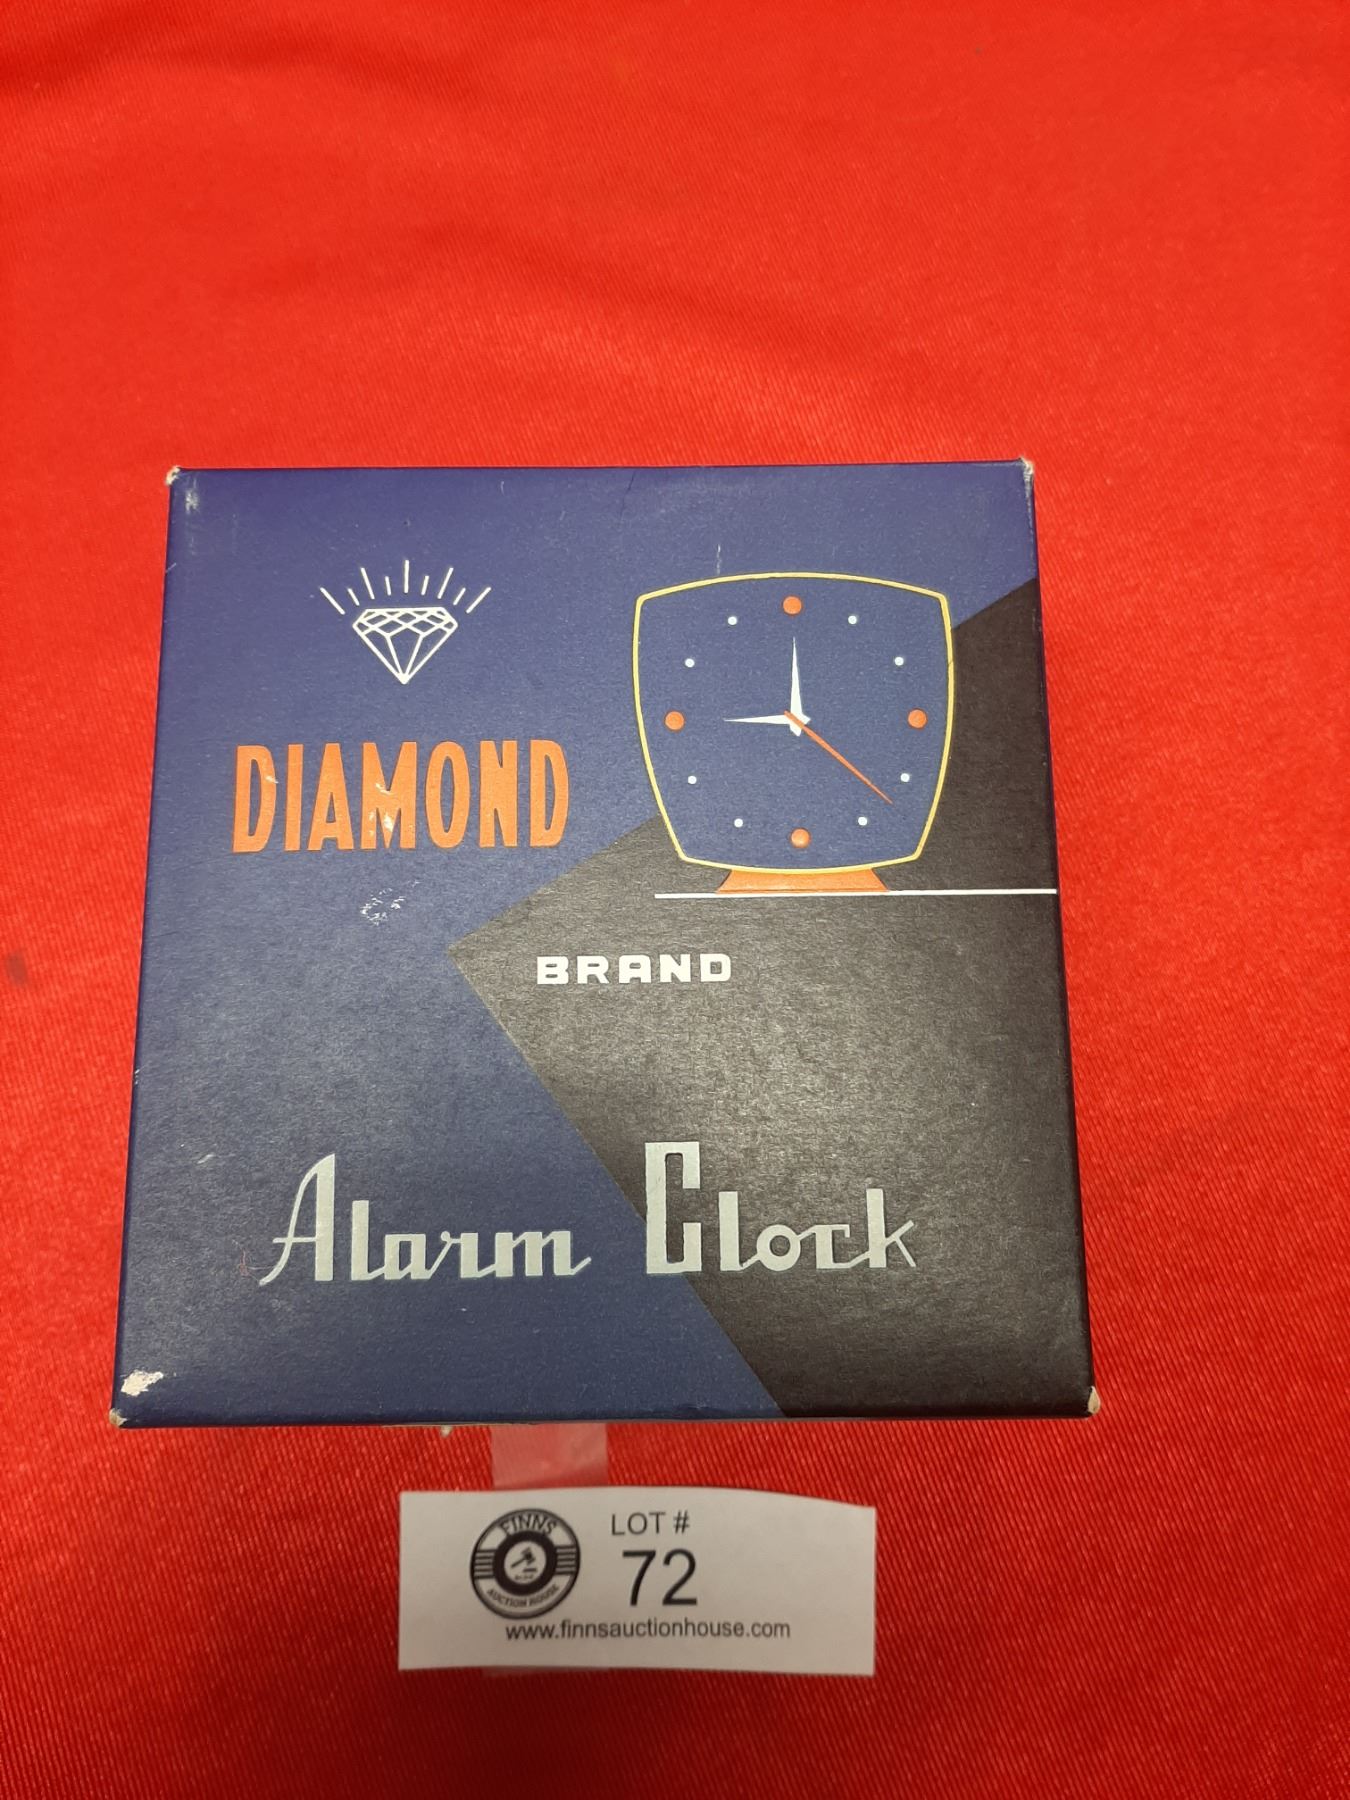 DIAMOND
BRAND
Alarm Clock
FINNS
AUCTION HOUSE
LOT #
72
www.finnsauctionhouse.com